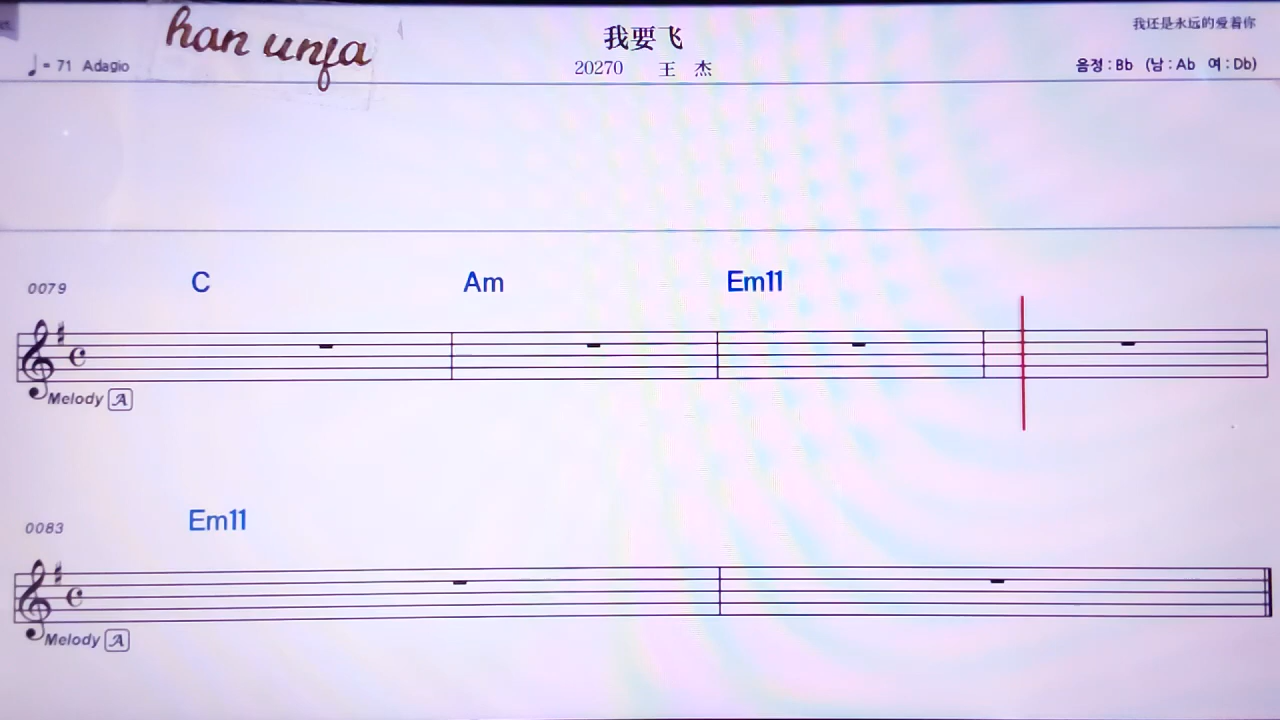 han unfa
我要飞
我还是永远的爱着你
♩= 71 Adagio
20270 王 杰
음정 : Bb (남 : Ab 여 : Db)
0079
C Am Em11
Melody A
0083
Em11
Melody A